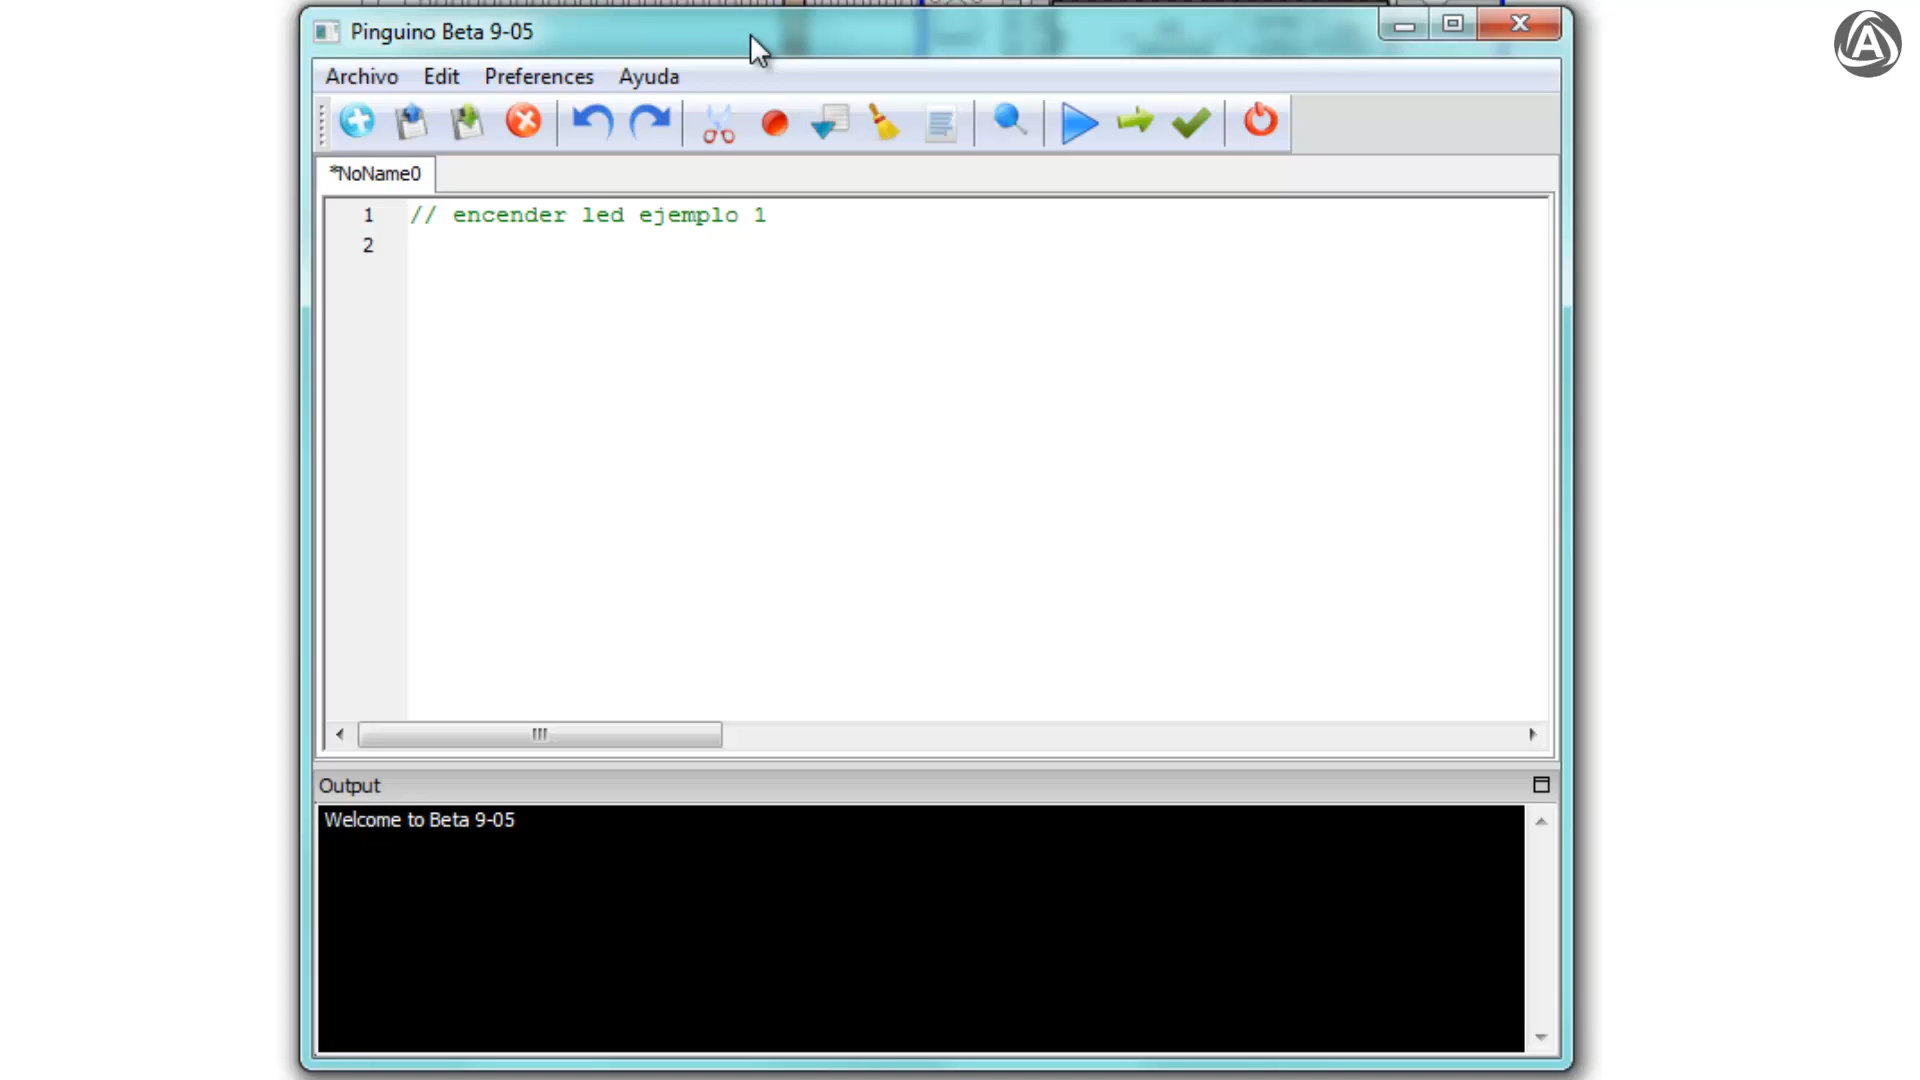 Pinguino Beta 9-05
Archivo Edit Preferences Ayuda
*NoName0
1 // encender led ejemplo 1
2
Output
Welcome to Beta 9-05